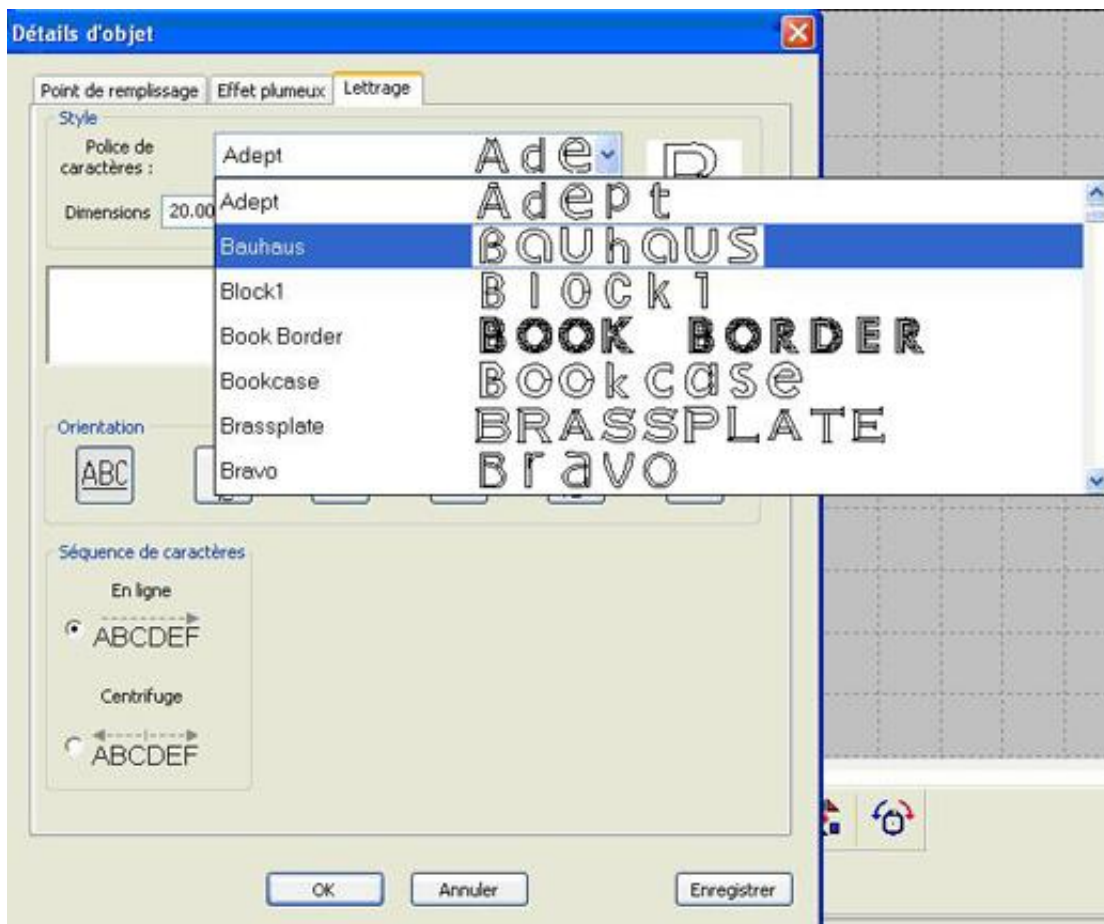 Détails d'objet
Point de remplissage Effet plumeux Lettrage
Style
Police de
caractères :
Adept Ade
Dimensions 20.00
Adept Adept
Bauhaus Bauhaus
Block1 Block1
Book Border BOOK BORDER
Bookcase Bookcase
Brassplate BRASSPLATE
Bravo Bravo
Orientation
ABC
Séquence de caractères
En ligne
ABCDEF
Centrifuge
ABCDEF
OK Annuler Enregistrer